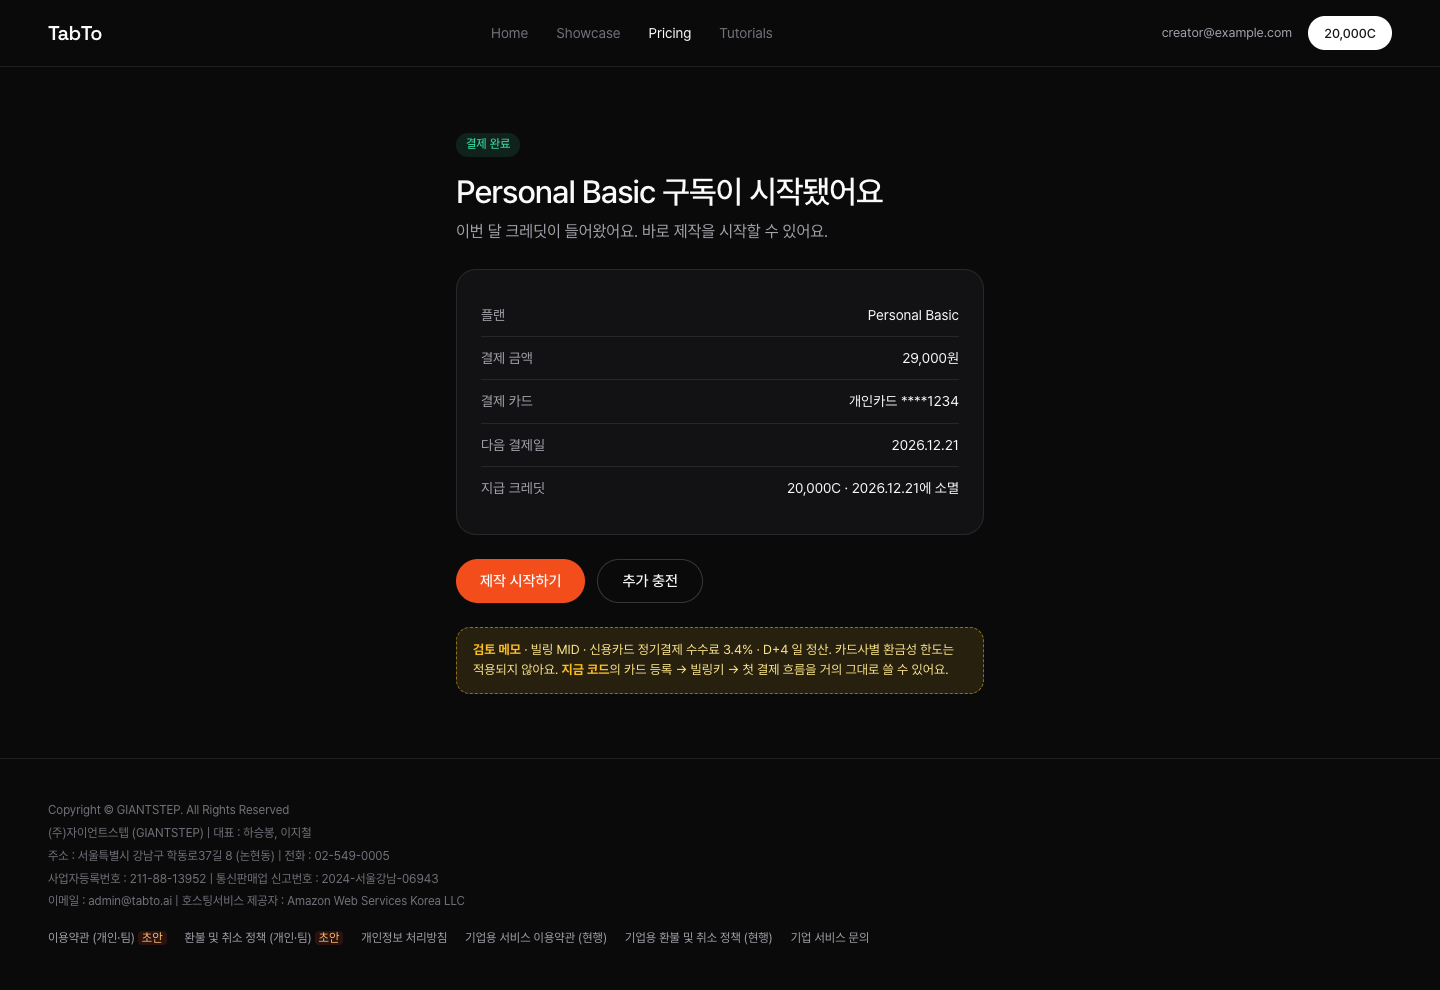 TabTo
Home
Showcase
Pricing
Tutorials
creator@example.com
20,000C
결제 완료
Personal Basic 구독이 시작됐어요
이번 달 크레딧이 들어왔어요. 바로 제작을 시작할 수 있어요.
플랜
Personal Basic
결제 금액
29,000원
결제 카드
개인카드 ****1234
다음 결제일
2026.12.21
지급 크레딧
20,000C · 2026.12.21에 소멸
제작 시작하기
추가 충전
검토 메모 · 빌링 MID · 신용카드 정기결제 수수료 3.4% · D+4 일 정산. 카드사별 환금성 한도는
적용되지 않아요. 지금 코드의 카드 등록 → 빌링키 → 첫 결제 흐름을 거의 그대로 쓸 수 있어요.
Copyright © GIANTSTEP. All Rights Reserved
(주)자이언트스텝 (GIANTSTEP) | 대표 : 하승봉, 이지철
주소 : 서울특별시 강남구 학동로37길 8 (논현동) | 전화 : 02-549-0005
사업자등록번호 : 211-88-13952 | 통신판매업 신고번호 : 2024-서울강남-06943
이메일 : admin@tabto.ai | 호스팅서비스 제공자 : Amazon Web Services Korea LLC
이용약관 (개인·팀) 초안
환불 및 취소 정책 (개인·팀) 초안
개인정보 처리방침
기업용 서비스 이용약관 (현행)
기업용 환불 및 취소 정책 (현행)
기업 서비스 문의